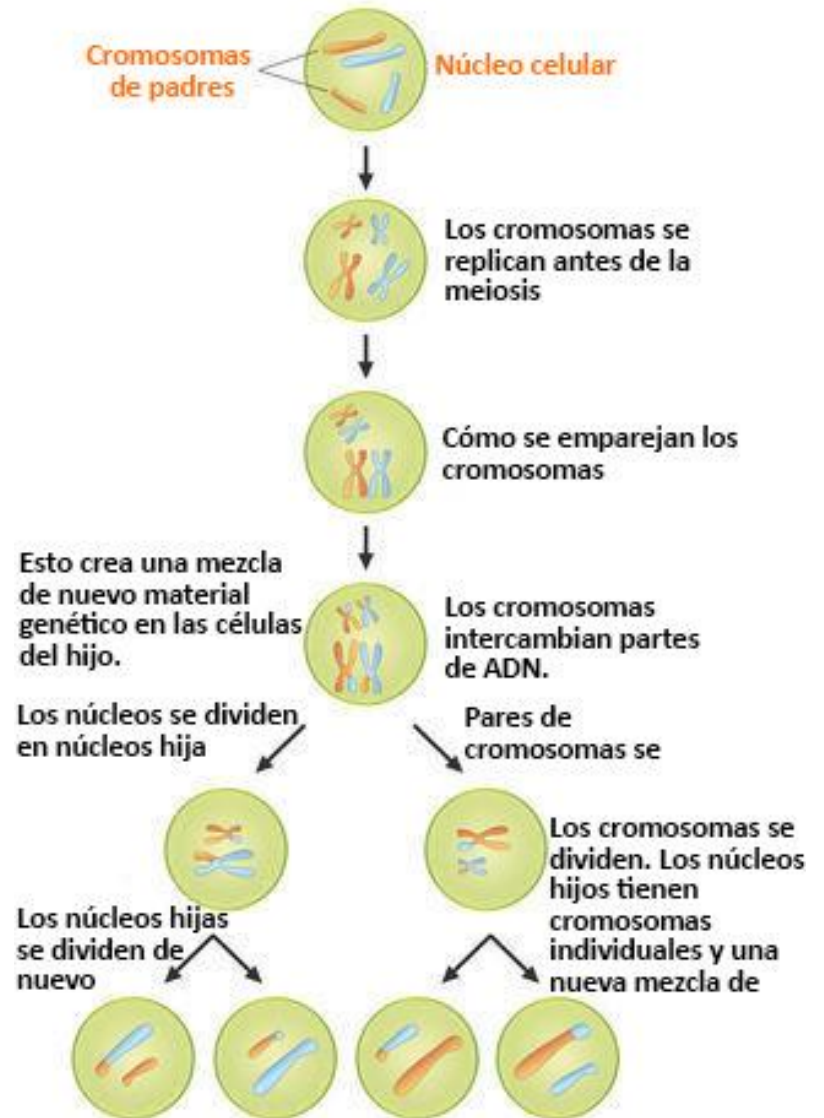 Cromosomas
de padres
Núcleo celular
Los cromosomas se
replican antes de la
meiosis
Cómo se emparejan los
cromosomas
Esto crea una mezcla
de nuevo material
genético en las células
del hijo.
Los cromosomas
intercambian partes
de ADN.
Los núcleos se dividen
en núcleos hija
Pares de
cromosomas se
Los cromosomas se
dividen. Los núcleos
hijos tienen
cromosomas
individuales y una
nueva mezcla de
Los núcleos hijas
se dividen de
nuevo